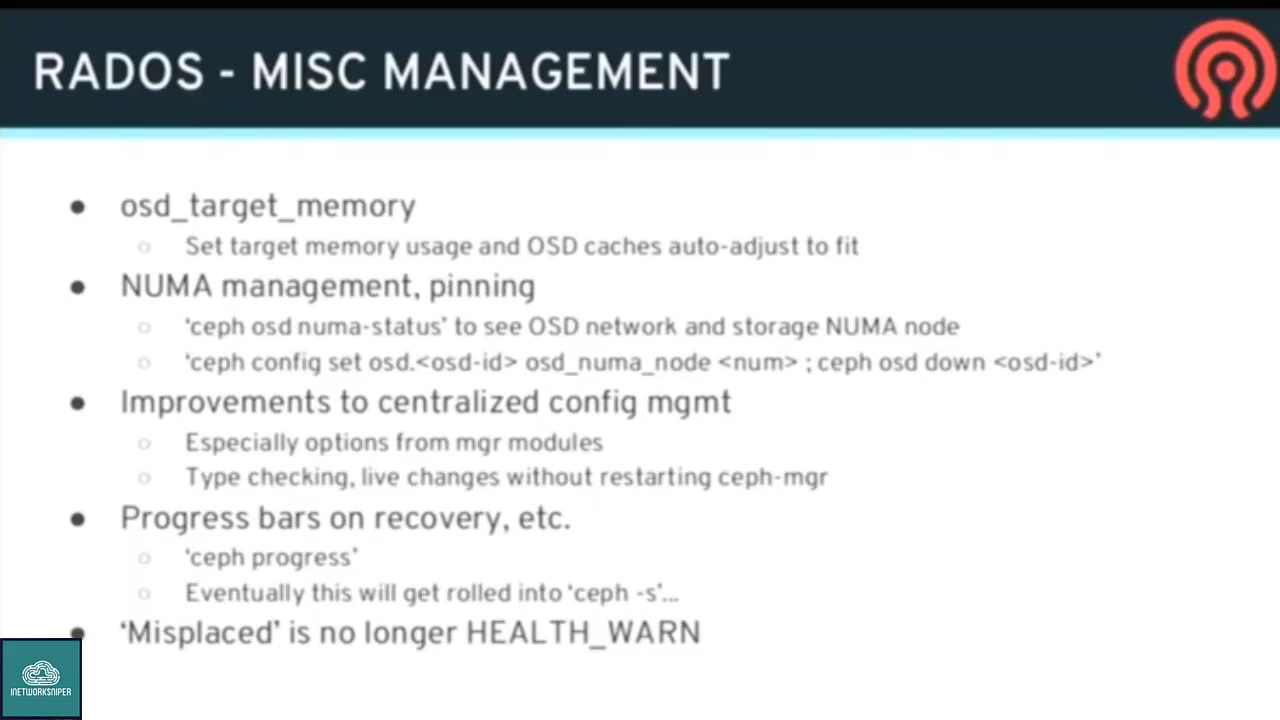 RADOS - MISC MANAGEMENT
● osd_target_memory
○ Set target memory usage and OSD caches auto-adjust to fit
● NUMA management, pinning
○ ‘ceph osd numa-status’ to see OSD network and storage NUMA node
○ ‘ceph config set osd.<osd-id> osd_numa_node <num> ; ceph osd down <osd-id>’
● Improvements to centralized config mgmt
○ Especially options from mgr modules
○ Type checking, live changes without restarting ceph-mgr
● Progress bars on recovery, etc.
○ ‘ceph progress’
○ Eventually this will get rolled into ‘ceph -s’...
● ‘Misplaced’ is no longer HEALTH_WARN
INETWORKSNIPER